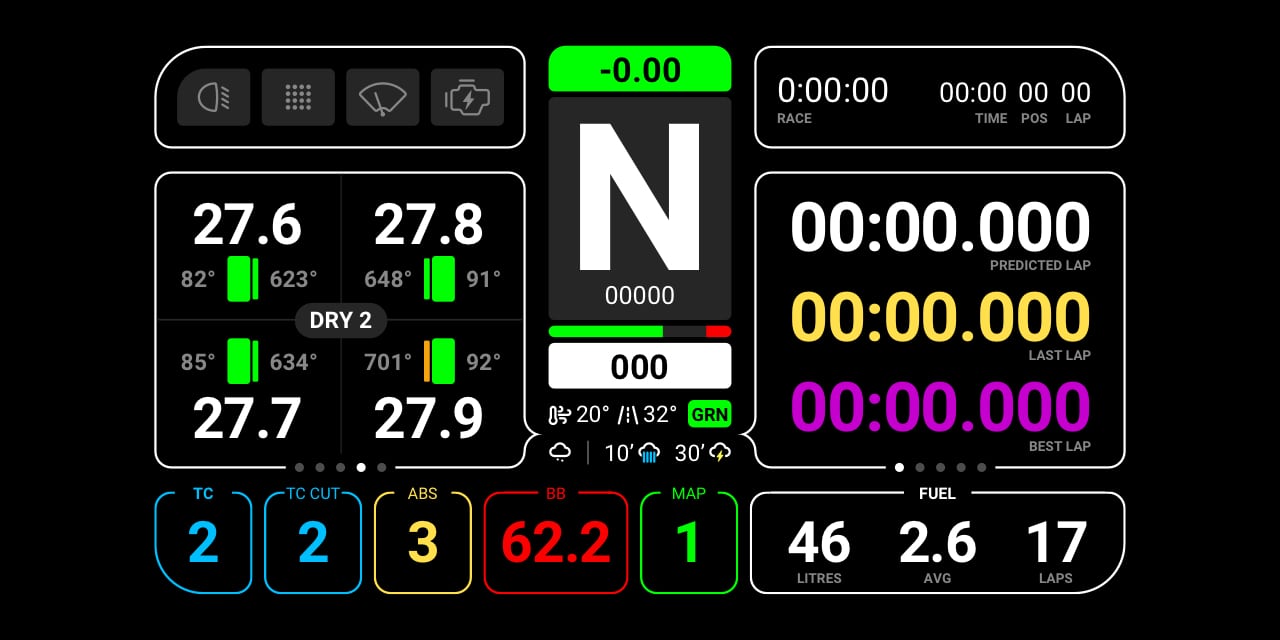 -0.00
0:00:00 00:00 00 00
RACE TIME POS LAP
N
00000
27.6 27.8
82° 623° 648° 91°
DRY 2
85° 634° 701° 92°
27.7 27.9
000
20° 32° GRN
10’ 30’
00:00.000
PREDICTED LAP
00:00.000
LAST LAP
00:00.000
BEST LAP
TC TC CUT ABS BB MAP FUEL
2 2 3 62.2 1 46 2.6 17
LITRES AVG LAPS